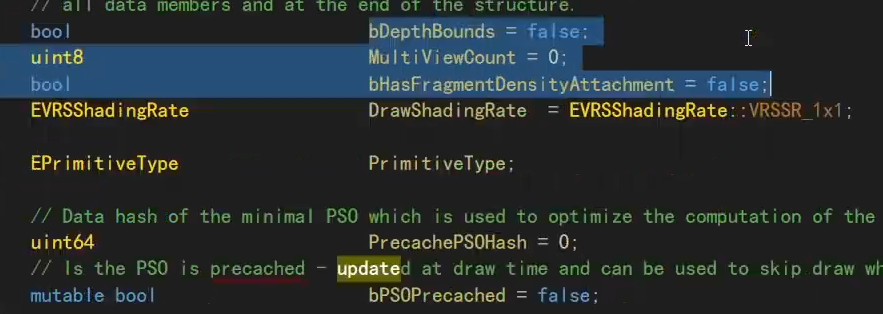 // all data members and at the end of the structure.
bool bDepthBounds = false;
uint8 MultiViewCount = 0;
bool bHasFragmentDensityAttachment = false;
EVRSShadingRate DrawShadingRate = EVRSShadingRate::VRSSR_1x1;
EPrimitiveType PrimitiveType;
// Data hash of the minimal PSO which is used to optimize the computation of the
uint64 PrecachePSOHash = 0;
// Is the PSO is precached - updated at draw time and can be used to skip draw wh
mutable bool bPSOPrecached = false;